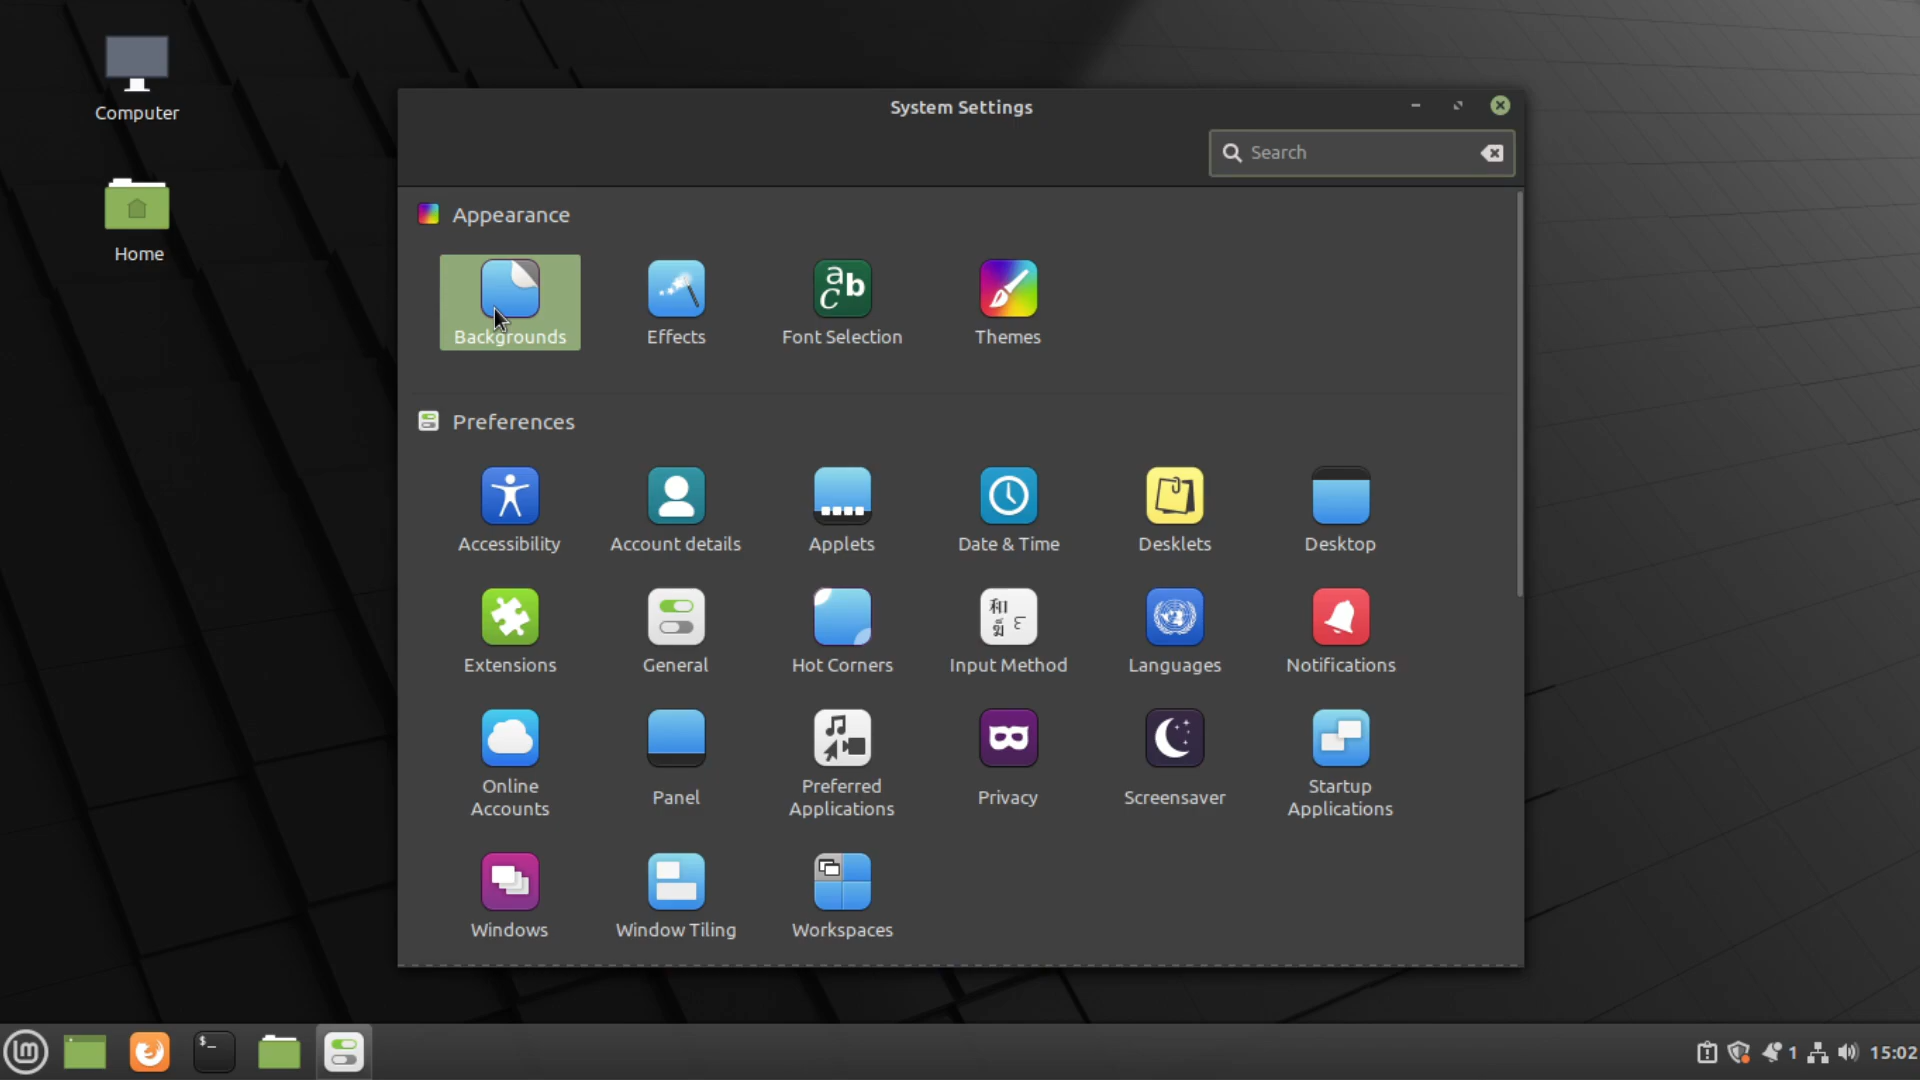 Computer
Home
System Settings
Search
Appearance
Backgrounds
Effects
a b c
Font Selection
Themes
Preferences
Accessibility
Account details
Applets
Date & Time
Desklets
Desktop
Extensions
General
Hot Corners
Input Method
Languages
Notifications
Online
Accounts
Panel
Preferred
Applications
Privacy
Screensaver
Startup
Applications
Windows
Window Tiling
Workspaces
$_
1
15:02